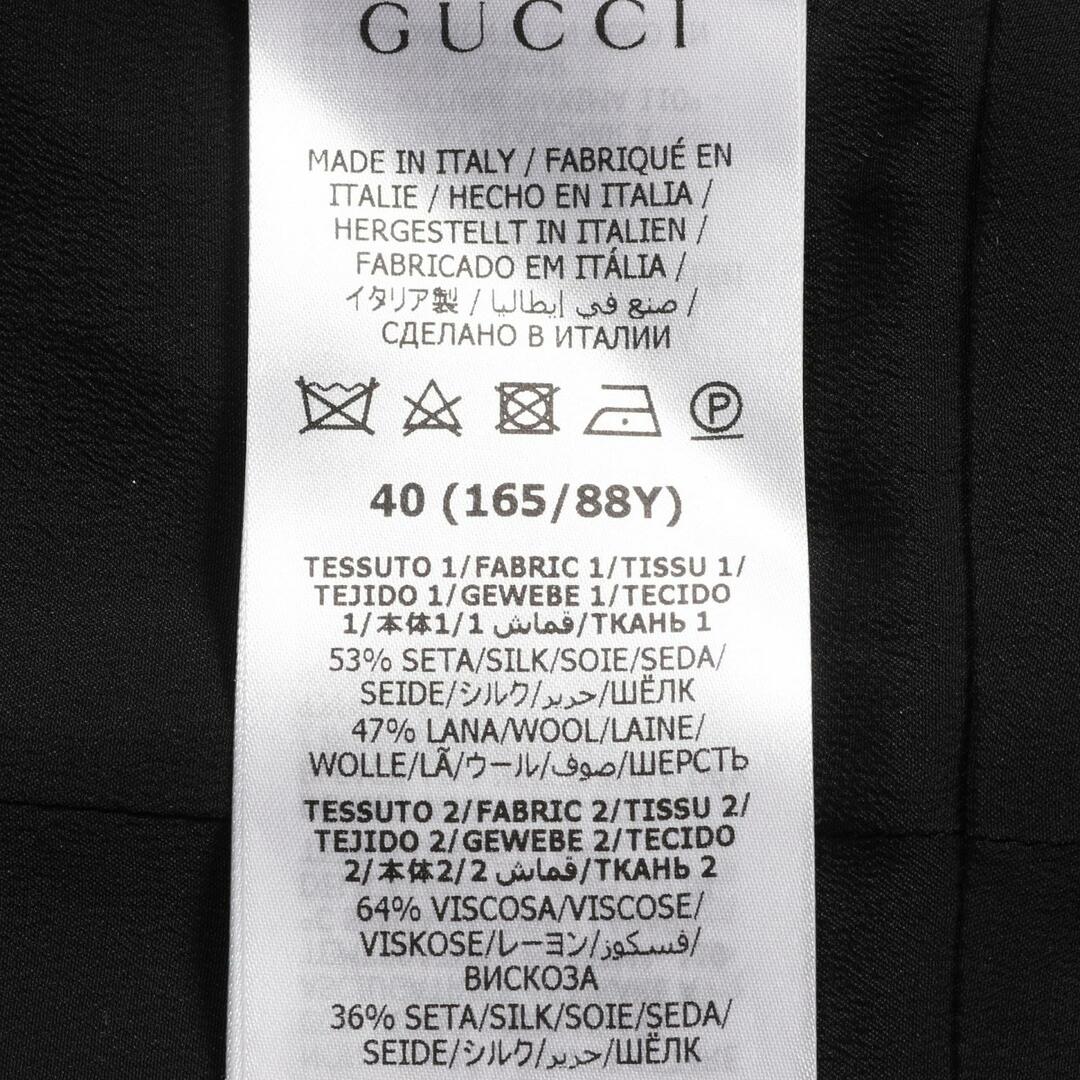 GUCCI
MADE IN ITALY / FABRIQUÉ EN
ITALIE / HECHO EN ITALIA /
HERGESTELLT IN ITALIEN /
FABRICADO EM ITÁLIA /
イタリア製 / صنع في إيطاليا /
СДЕЛАНО В ИТАЛИИ
P
40 (165/88Y)
TESSUTO 1/FABRIC 1/TISSU 1/
TEJIDO 1/GEWEBE 1/TECIDO
1/本体1/1 قماش/ТКАНЬ 1
53% SETA/SILK/SOIE/SEDA/
SEIDE/シルク/حرير/ШЁЛК
47% LANA/WOOL/LAINE/
WOLLE/LÃ/ウール/صوف/ШЕРСТЬ
TESSUTO 2/FABRIC 2/TISSU 2/
TEJIDO 2/GEWEBE 2/TECIDO
2/本体2/2 قماش/ТКАНЬ 2
64% VISCOSA/VISCOSE/
VISKOSE/レーヨン/فسكوز/
ВИСКОЗА
36% SETA/SILK/SOIE/SEDA/
SEIDE/シルク/حرير/ШЁЛК